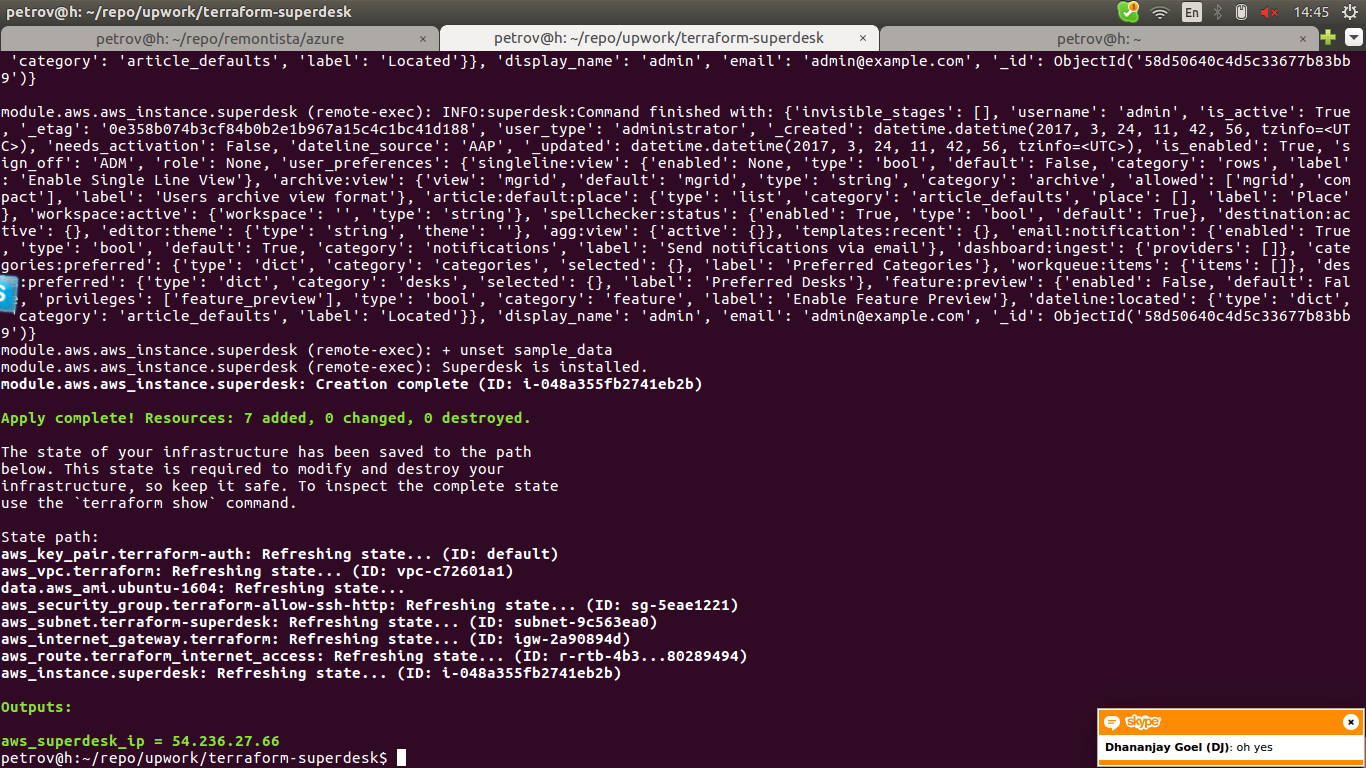 petrov@h: ~/repo/upwork/terraform-superdesk
En
14:45
petrov@h: ~/repo/remontista/azure ×
petrov@h: ~/repo/upwork/terraform-superdesk ×
petrov@h: ~ ×
'category': 'article_defaults', 'label': 'Located'}}, 'display_name': 'admin', 'email': 'admin@example.com', '_id': ObjectId('58d50640c4d5c33677b83bb
9')}
module.aws.aws_instance.superdesk (remote-exec): INFO:superdesk:Command finished with: {'invisible_stages': [], 'username': 'admin', 'is_active': True
, '_etag': '0e358b074b3cf84b0b2e1b967a15c4c1bc41d188', 'user_type': 'administrator', '_created': datetime.datetime(2017, 3, 24, 11, 42, 56, tzinfo=<UT
C>), 'needs_activation': False, 'dateline_source': 'AAP', '_updated': datetime.datetime(2017, 3, 24, 11, 42, 56, tzinfo=<UTC>), 'is_enabled': True, 's
ign_off': 'ADM', 'role': None, 'user_preferences': {'singleline:view': {'enabled': None, 'type': 'bool', 'default': False, 'category': 'rows', 'label'
: 'Enable Single Line View'}, 'archive:view': {'view': 'mgrid', 'default': 'mgrid', 'type': 'string', 'category': 'archive', 'allowed': ['mgrid', 'com
pact'], 'label': 'Users archive view format'}, 'article:default:place': {'type': 'list', 'category': 'article_defaults', 'place': [], 'label': 'Place'
}, 'workspace:active': {'workspace': '', 'type': 'string'}, 'spellchecker:status': {'enabled': True, 'type': 'bool', 'default': True}, 'destination:ac
tive': {}, 'editor:theme': {'type': 'string', 'theme': ''}, 'agg:view': {'active': {}}, 'templates:recent': {}, 'email:notification': {'enabled': True
, 'type': 'bool', 'default': True, 'category': 'notifications', 'label': 'Send notifications via email'}, 'dashboard:ingest': {'providers': []}, 'cate
gories:preferred': {'type': 'dict', 'category': 'categories', 'selected': {}, 'label': 'Preferred Categories'}, 'workqueue:items': {'items': []}, 'des
:preferred': {'type': 'dict', 'category': 'desks', 'selected': {}, 'label': 'Preferred Desks'}, 'feature:preview': {'enabled': False, 'default': Fal
e, 'privileges': ['feature_preview'], 'type': 'bool', 'category': 'feature', 'label': 'Enable Feature Preview'}, 'dateline:located': {'type': 'dict',
'category': 'article_defaults', 'label': 'Located'}}, 'display_name': 'admin', 'email': 'admin@example.com', '_id': ObjectId('58d50640c4d5c33677b83bb
9')}
module.aws.aws_instance.superdesk (remote-exec): + unset sample_data
module.aws.aws_instance.superdesk (remote-exec): Superdesk is installed.
module.aws.aws_instance.superdesk: Creation complete (ID: i-048a355fb2741eb2b)
Apply complete! Resources: 7 added, 0 changed, 0 destroyed.
The state of your infrastructure has been saved to the path
below. This state is required to modify and destroy your
infrastructure, so keep it safe. To inspect the complete state
use the `terraform show` command.
State path:
aws_key_pair.terraform-auth: Refreshing state... (ID: default)
aws_vpc.terraform: Refreshing state... (ID: vpc-c72601a1)
data.aws_ami.ubuntu-1604: Refreshing state...
aws_security_group.terraform-allow-ssh-http: Refreshing state... (ID: sg-5eae1221)
aws_subnet.terraform-superdesk: Refreshing state... (ID: subnet-9c563ea0)
aws_internet_gateway.terraform: Refreshing state... (ID: igw-2a90894d)
aws_route.terraform_internet_access: Refreshing state... (ID: r-rtb-4b3...80289494)
aws_instance.superdesk: Refreshing state... (ID: i-048a355fb2741eb2b)
Outputs:
aws_superdesk_ip = 54.236.27.66
petrov@h:~/repo/upwork/terraform-superdesk$
skype
Dhananjay Goel (DJ): oh yes